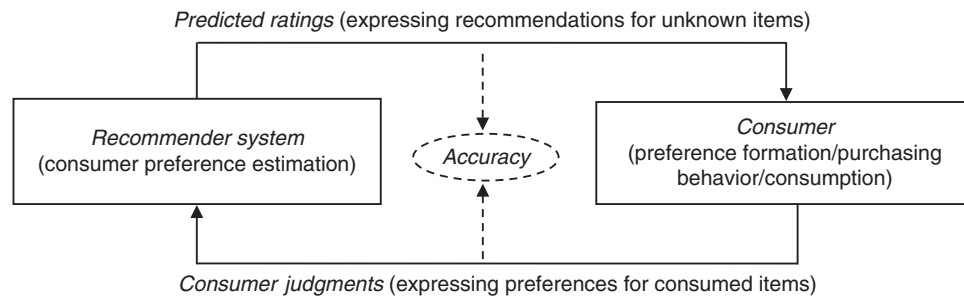 Predicted ratings (expressing recommendations for unknown items)
Recommender system
(consumer preference estimation)
Accuracy
Consumer
(preference formation/purchasing
behavior/consumption)
Consumer judgments (expressing preferences for consumed items)